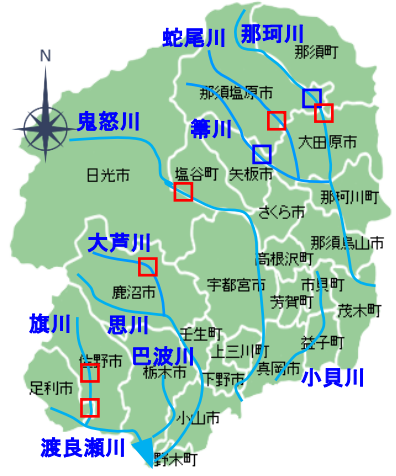 那珂川
蛇尾川
那須町
N
那須塩原市
鬼怒川
箒川
大田原市
日光市
塩谷町
矢板市
那珂川町
さくら市
大芦川
那須烏山市
高根沢町
鹿沼市
宇都宮市
市貝町
芳賀町
茂木町
旗川
思川
壬生町
益子町
巴波川
上三川町
佐野市
栃木市
真岡市
足利市
下野市
小貝川
小山市
渡良瀬川
野木町